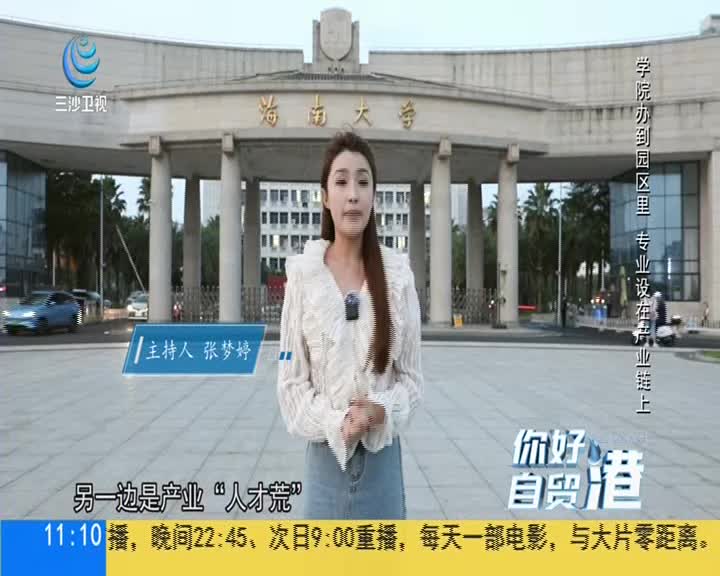 三沙卫视
海南大学
学院办到园区里 专业设在产业链上
主持人 张梦婷
你好
自贸港
另一边是产业“人才荒”
11:10 播，晚间22:45、次日9:00重播，每天一部电影，与大片零距离。